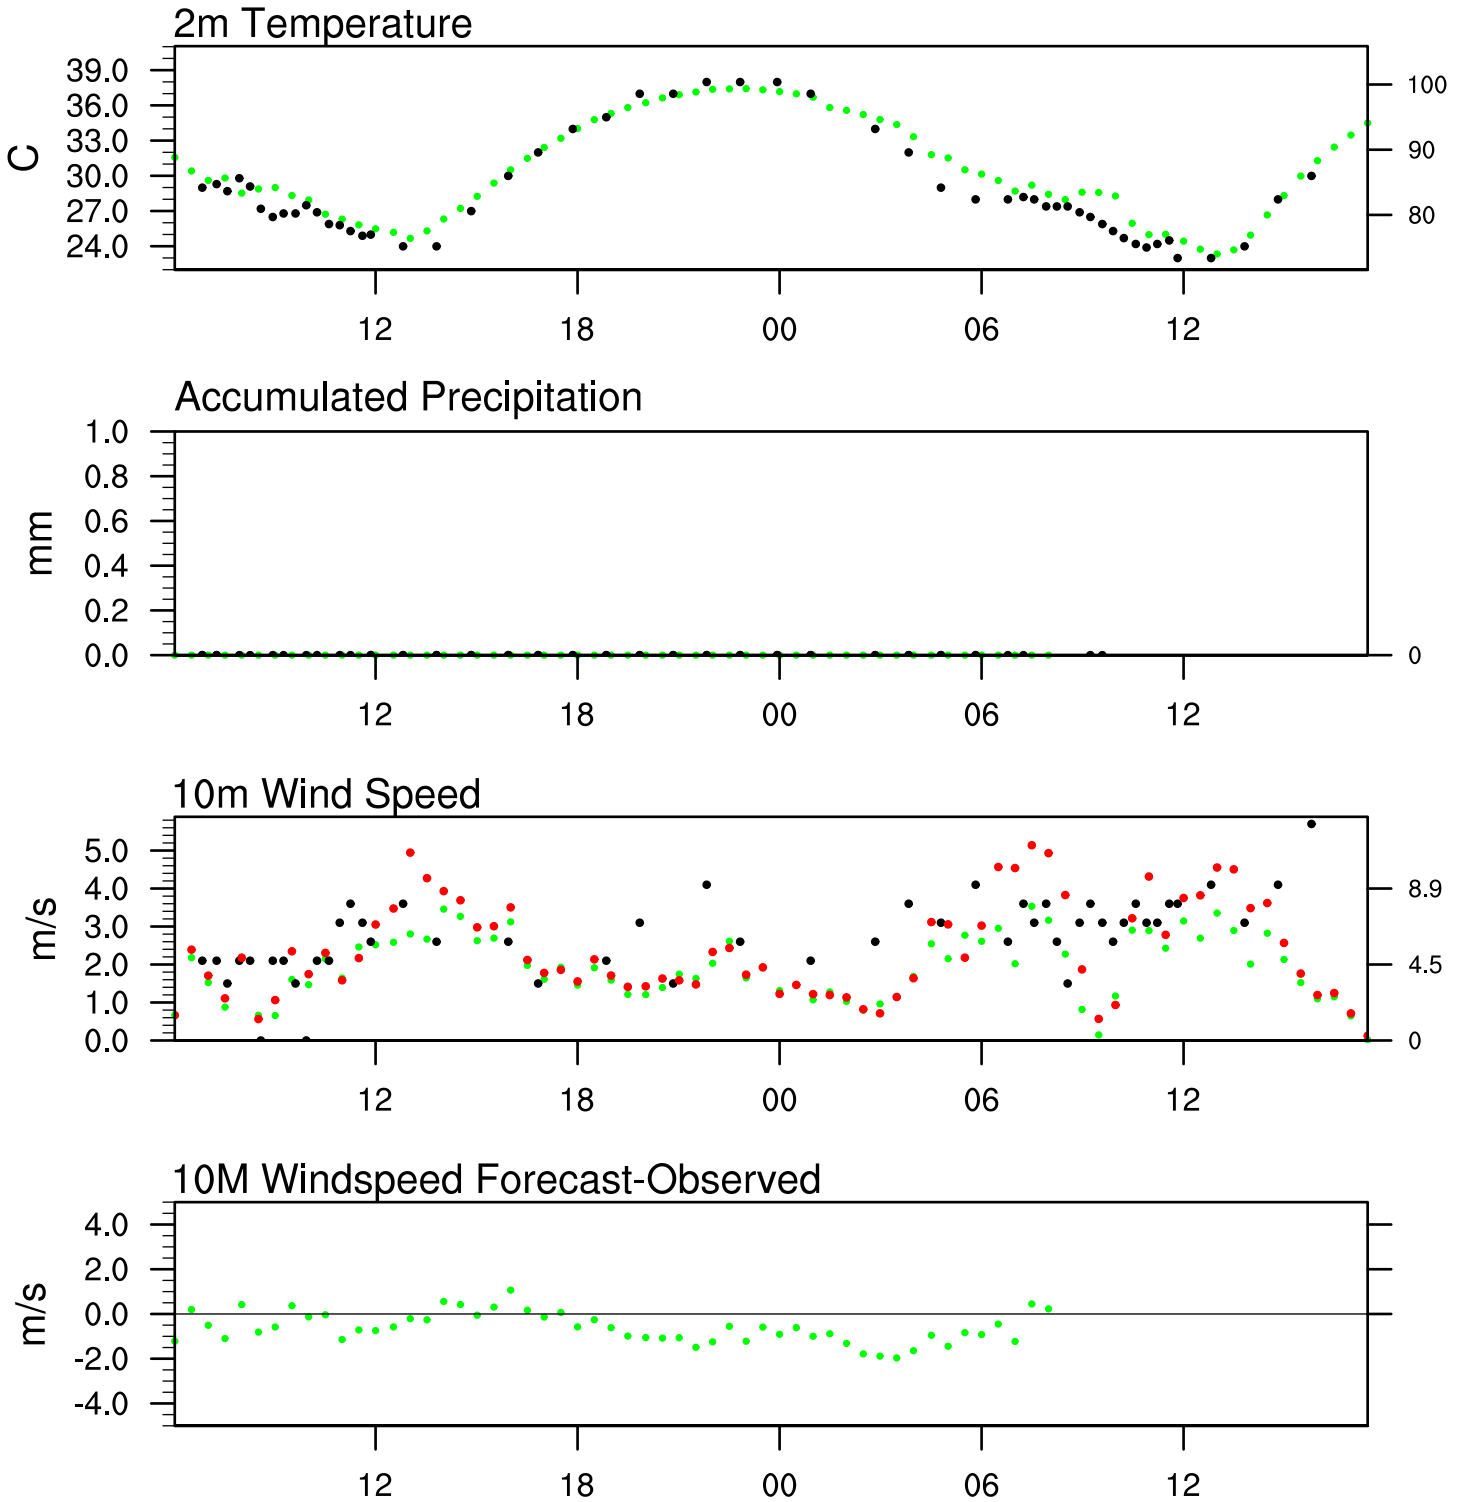 2m Temperature
39.0
36.0
33.0
30.0
27.0
24.0
C
100
90
80
12 18 00 06 12
Accumulated Precipitation
1.0
0.8
0.6
0.4
0.2
0.0
mm
0
12 18 00 06 12
10m Wind Speed
5.0
4.0
3.0
2.0
1.0
0.0
m/s
8.9
4.5
0
12 18 00 06 12
10M Windspeed Forecast-Observed
4.0
2.0
0.0
-2.0
-4.0
m/s
12 18 00 06 12